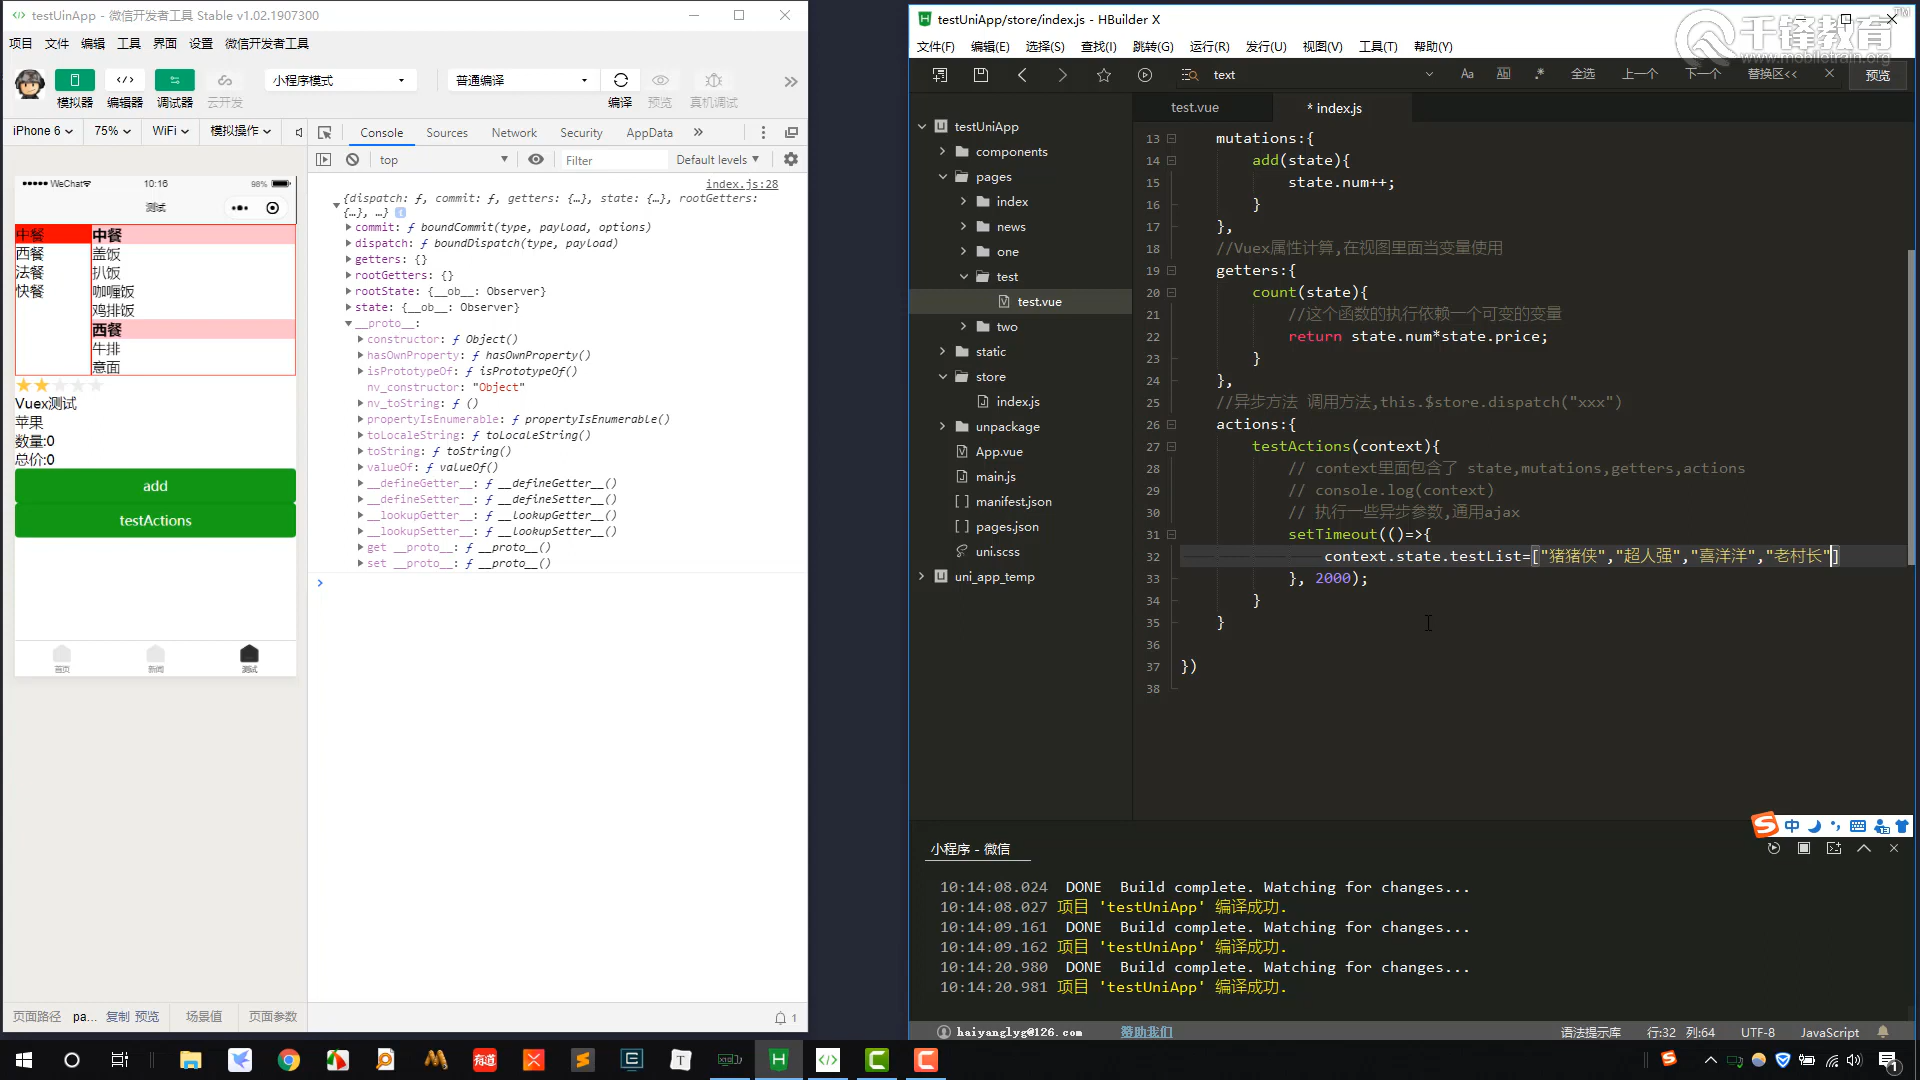 testUinApp - 微信开发者工具 Stable v1.02.1907300
项目 文件 编辑 工具 界面 设置 微信开发者工具
小程序模式 普通编译
模拟器 编辑器 调试器 云开发 编译 预览 真机调试
iPhone 6 75% WiFi 模拟操作
Console Sources Network Security AppData
top Filter Default levels
WeChat 10:16 98%
测试
中餐
西餐
法餐
快餐
中餐
盖饭
扒饭
咖喱饭
鸡排饭
西餐
牛排
意面
Vuex测试
苹果
数量:0
总价:0
add
testActions
首页 新闻 测试
index.js:28
{dispatch: ƒ, commit: ƒ, getters: {…}, state: {…}, rootGetters:
{…}, …}
commit: ƒ boundCommit(type, payload, options)
dispatch: ƒ boundDispatch(type, payload)
getters: {}
rootGetters: {}
rootState: {__ob__: Observer}
state: {__ob__: Observer}
__proto__:
constructor: ƒ Object()
hasOwnProperty: ƒ hasOwnProperty()
isPrototypeOf: ƒ isPrototypeOf()
nv_constructor: "Object"
nv_toString: ƒ ()
propertyIsEnumerable: ƒ propertyIsEnumerable()
toLocaleString: ƒ toLocaleString()
toString: ƒ toString()
valueOf: ƒ valueOf()
__defineGetter__: ƒ __defineGetter__()
__defineSetter__: ƒ __defineSetter__()
__lookupGetter__: ƒ __lookupGetter__()
__lookupSetter__: ƒ __lookupSetter__()
get __proto__: ƒ __proto__()
set __proto__: ƒ __proto__()
页面路径 pa... 复制 预览 场景值 页面参数
1
testUniApp/store/index.js - HBuilder X
文件(F) 编辑(E) 选择(S) 查找(I) 跳转(G) 运行(R) 发行(U) 视图(V) 工具(T) 帮助(Y)
千锋教育
www.mobiletrain.org
text Aa Ab .* 全选 上一个 下一个 替换区<< 预览
test.vue * index.js
testUniApp
components
pages
index
news
one
test
test.vue
two
static
store
index.js
unpackage
App.vue
main.js
manifest.json
pages.json
uni.scss
uni_app_temp
13 mutations:{
14 add(state){
15 state.num++;
16 }
17 },
18 //Vuex属性计算,在视图里面当变量使用
19 getters:{
20 count(state){
21 //这个函数的执行依赖一个可变的变量
22 return state.num*state.price;
23 }
24 },
25 //异步方法 调用方法,this.$store.dispatch("xxx")
26 actions:{
27 testActions(context){
28 // context里面包含了 state,mutations,getters,actions
29 // console.log(context)
30 // 执行一些异步参数,通用ajax
31 setTimeout(()=>{
32 context.state.testList=["猪猪侠","超人强","喜洋洋","老村长"]
33 }, 2000);
34 }
35 }
36
37 })
38
中
小程序 - 微信
10:14:08.024 DONE Build complete. Watching for changes...
10:14:08.027 项目 'testUniApp' 编译成功.
10:14:09.161 DONE Build complete. Watching for changes...
10:14:09.162 项目 'testUniApp' 编译成功.
10:14:20.980 DONE Build complete. Watching for changes...
10:14:20.981 项目 'testUniApp' 编译成功.
haiyanglyg@126.com 赞助我们 语法提示库 行:32 列:64 UTF-8 JavaScript
有道